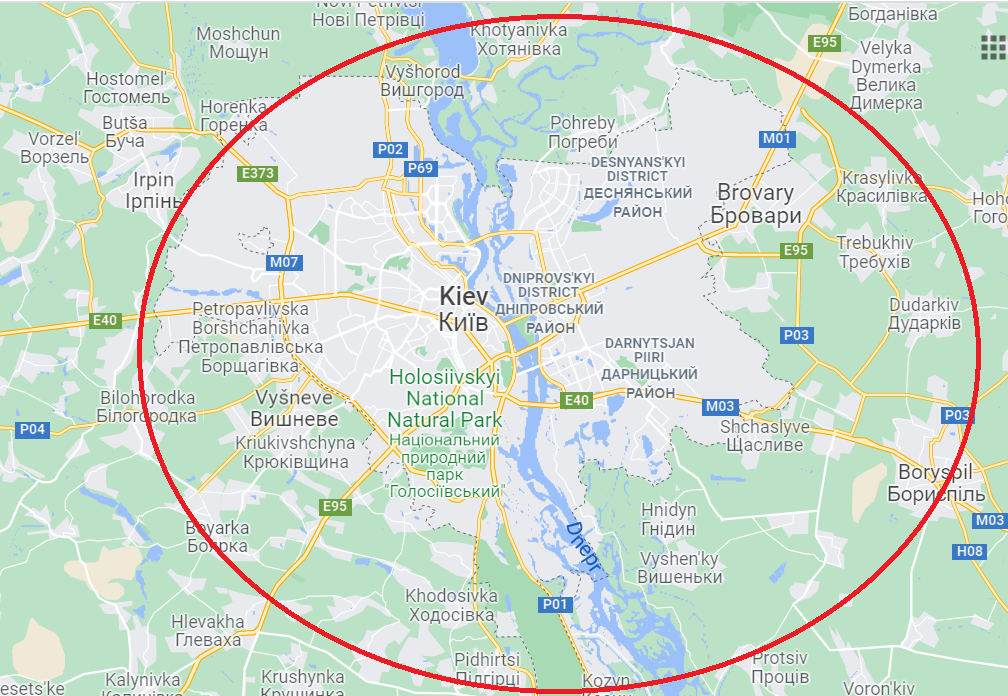 Novi Petrivtsi
Нові Петрівці
Khotyanivka
Хотянівка
Богданівка
Moshchun
Мощун
E95
Velyka
Dymerka
Велика
Димерка
Hostomel'
Гостомель
Vyšhorod
Вишгород
Horenka
Горенка
Butša
Буча
Pohreby
Погреби
Vorzel'
Ворзель
P02
M01
P69
DESNYANS'KYI
DISTRICT
ДЕСНЯНСЬКИЙ
РАЙОН
E373
Irpin
Ірпінь
Brovary
Бровари
Krasylivka
Красилівка
E95
Trebukhiv
Требухів
M07
Kiev
Київ
DNIPROVS'KYI
DISTRICT
ДНІПРОВСЬКИЙ
РАЙОН
Petropavlivska
Borshchahivka
Петропавлівська
Борщагівка
E40
Dudarkiv
Дударків
P03
DARNYTSJAN
PIIRI
ДАРНИЦЬКИЙ
РАЙОН
Holosiivskyi
National
Natural Park
Національний
природний
парк
"Голосіївський"
Bilohorodka
Білогородка
Vyšneve
Вишневе
E40
M03
P03
P04
Shchaslyve
Щасливе
Kriukivshchyna
Крюківщина
Boryspil
Бориспіль
E95
Hnidyn
Гнідин
M03
Boyarka
Боярка
Dnepr
H08
Vyshen'ky
Вишеньки
Khodosivka
Ходосівка
P01
Hlevakha
Глеваха
Pidhirtsi
Підгірці
Protsiv
Проців
Kalynivka
Калинівка
Krushynka
Крушинка
Kozyn
Voron'kiv